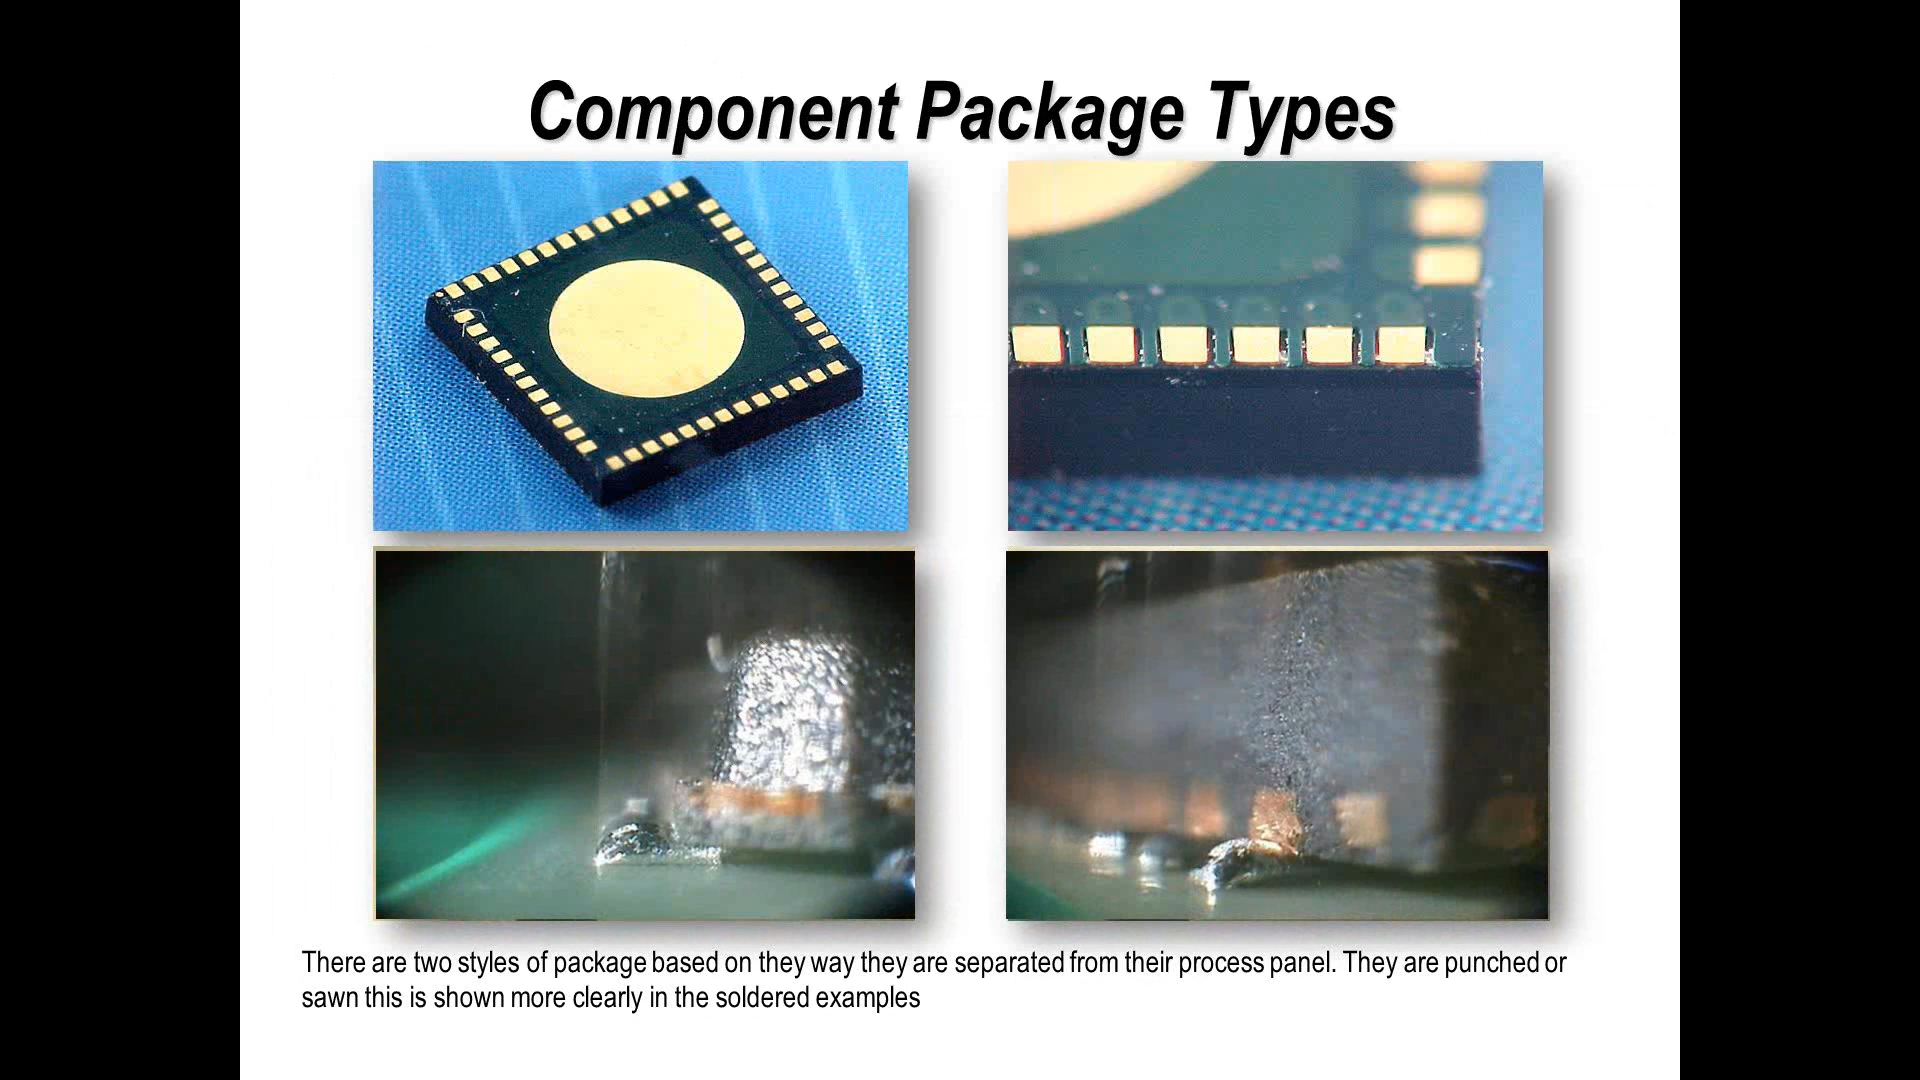 Component Package Types
There are two styles of package based on they way they are separated from their process panel. They are punched or
sawn this is shown more clearly in the soldered examples